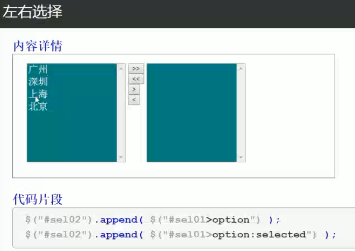 左右选择
内容详情
广州
深圳
上海
北京
>>
<<
>
<
代码片段
$("#sel02").append( $("#sel01>option") );
$("#sel02").append( $("#sel01>option:selected") );